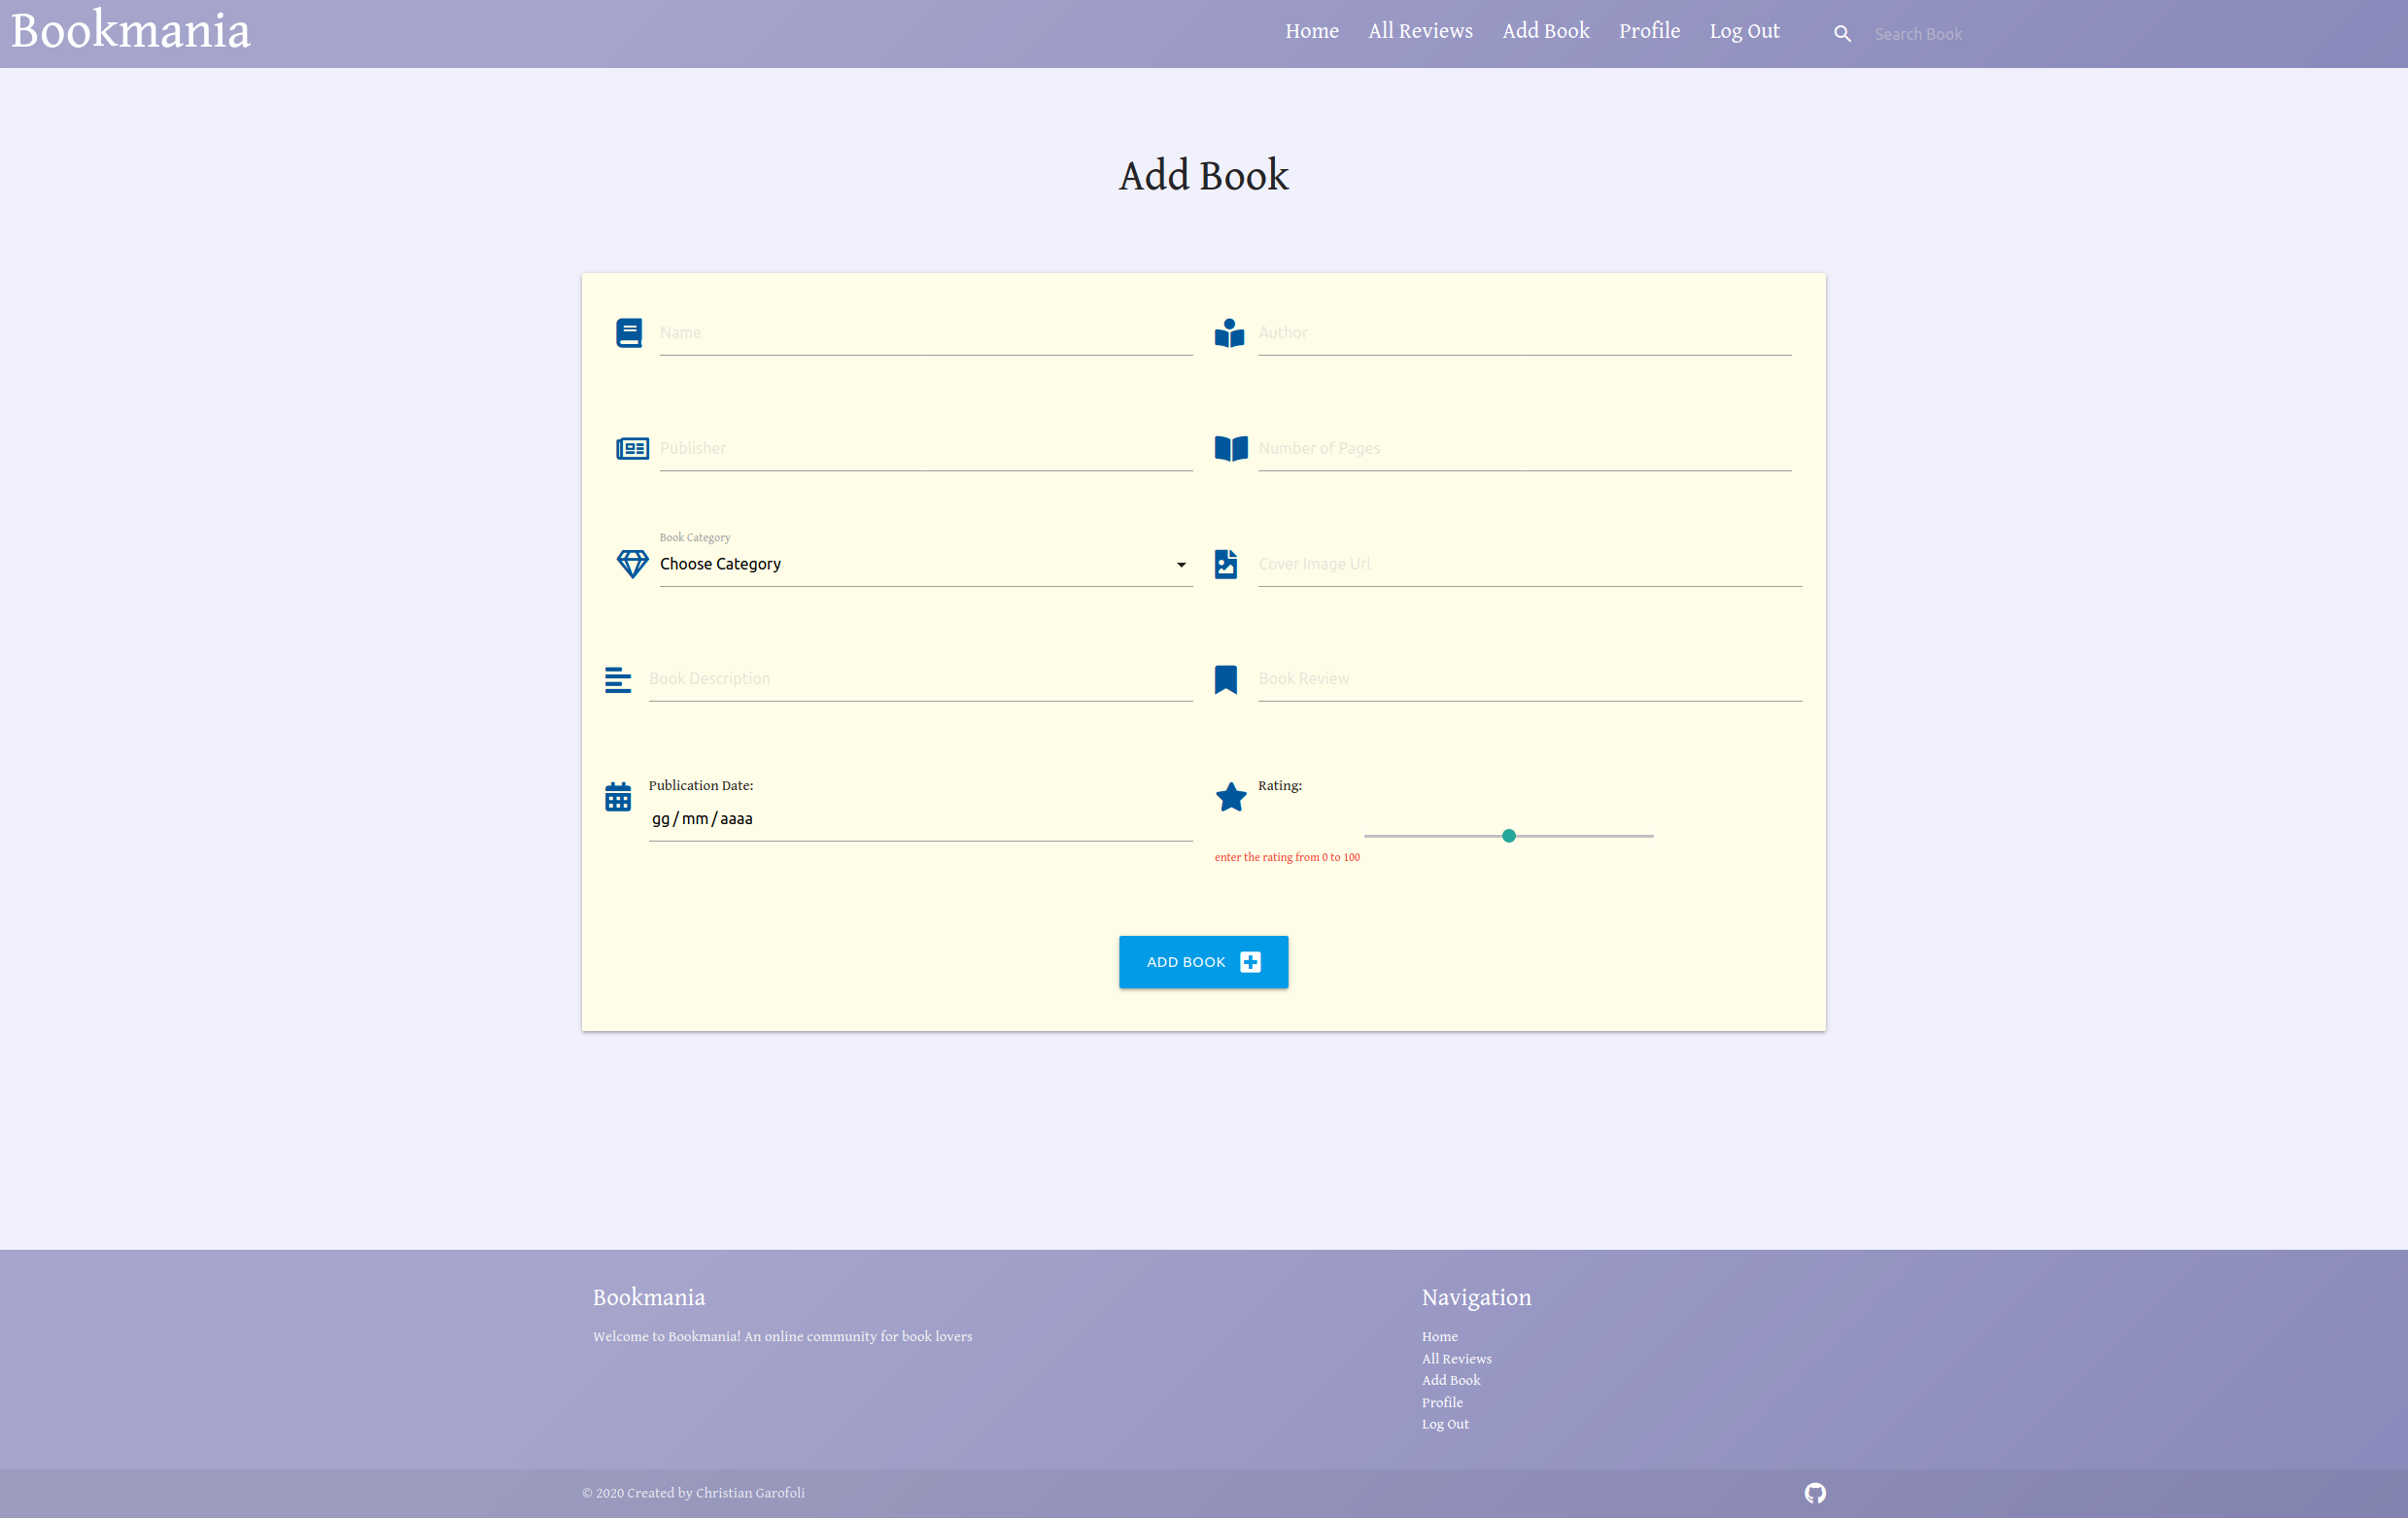 Bookmania
Home All Reviews Add Book Profile Log Out Search Book
Add Book
Name
Author
Publisher
Number of Pages
Book Category
Choose Category
Cover Image Url
Book Description
Book Review
Publication Date:
gg/mm/aaaa
Rating:
enter the rating from 0 to 100
ADD BOOK
Bookmania
Welcome to Bookmania! An online community for book lovers
Navigation
Home
All Reviews
Add Book
Profile
Log Out
© 2020 Created by Christian Garofoli